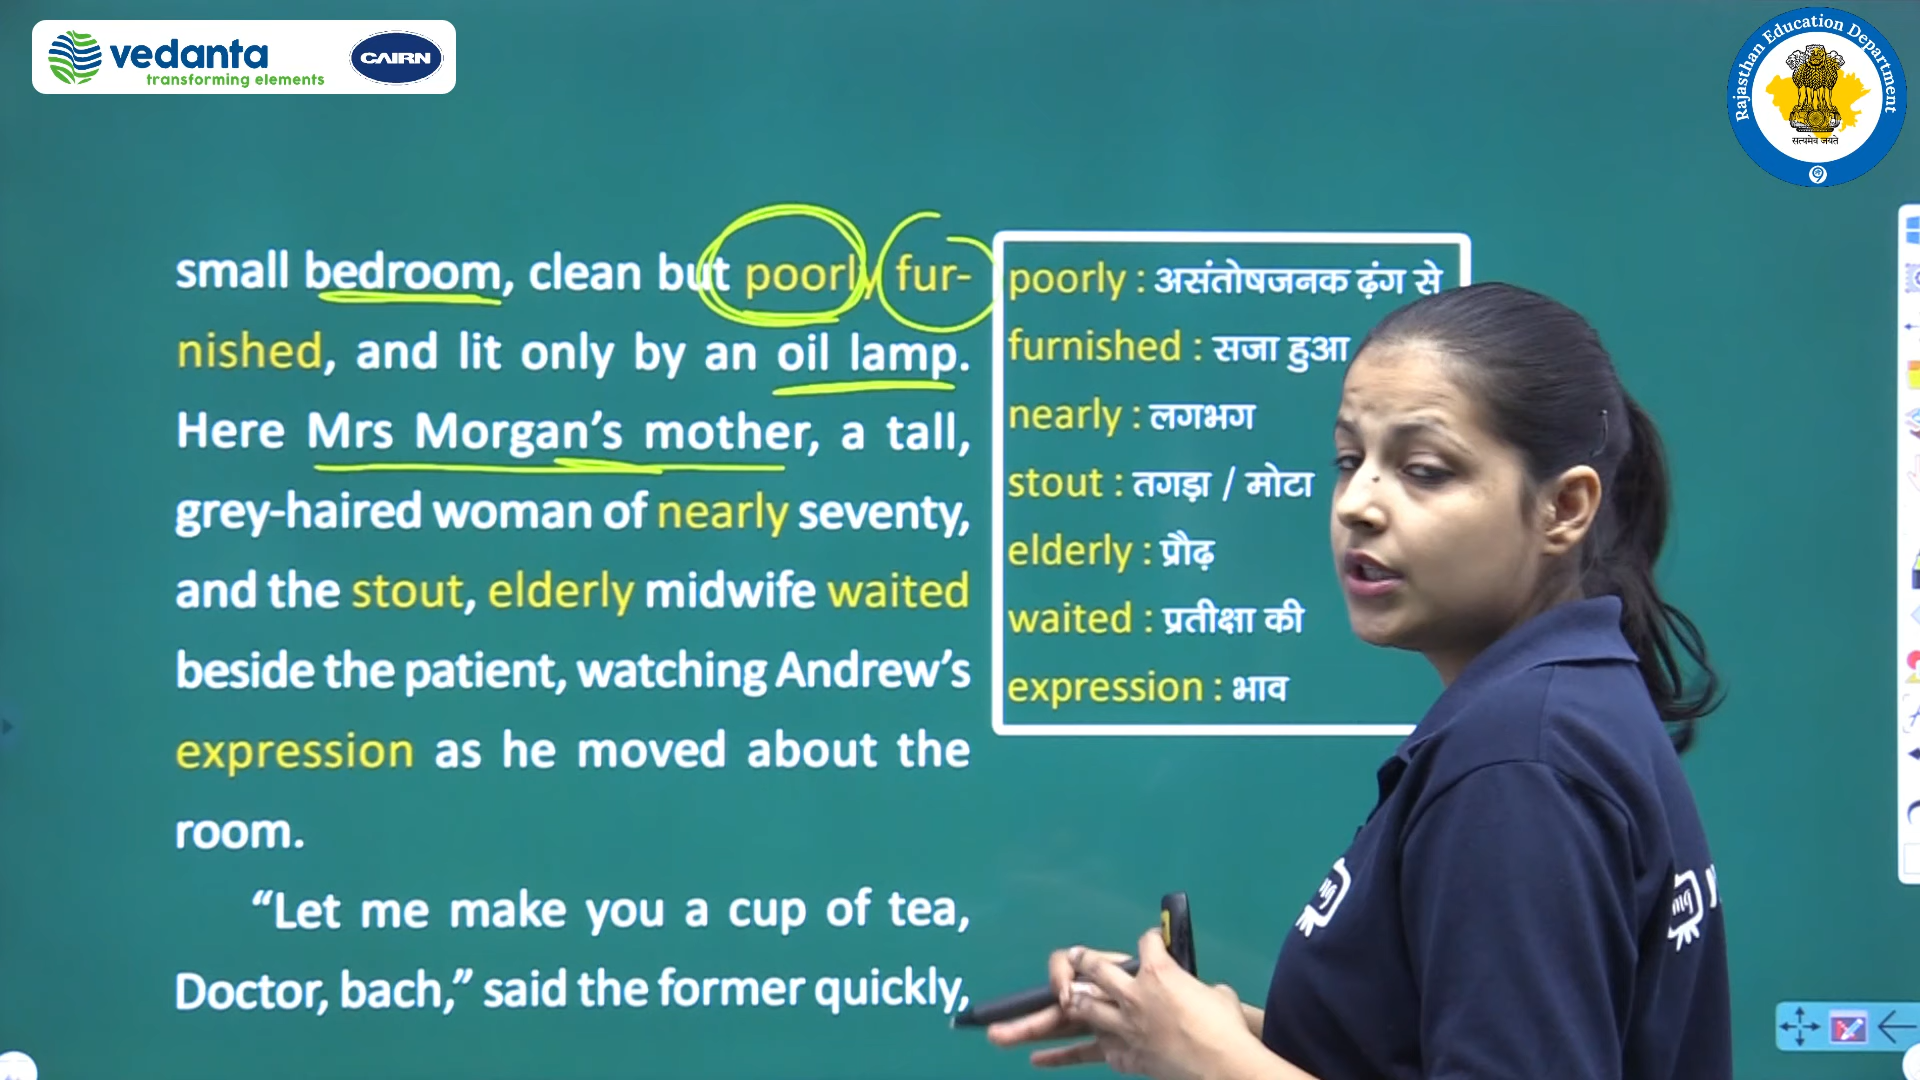 vedanta
transforming elements
CAIRN
Rajasthan Education Department
सत्यमेव जयते
small bedroom, clean but poorly fur-
nished, and lit only by an oil lamp.
Here Mrs Morgan’s mother, a tall,
grey-haired woman of nearly seventy,
and the stout, elderly midwife waited
beside the patient, watching Andrew’s
expression as he moved about the
room.
“Let me make you a cup of tea,
Doctor, bach,” said the former quickly,
poorly : असंतोषजनक ढ़ंग से
furnished : सजा हुआ
nearly : लगभग
stout : तगड़ा / मोटा
elderly : प्रौढ़
waited : प्रतीक्षा की
expression : भाव